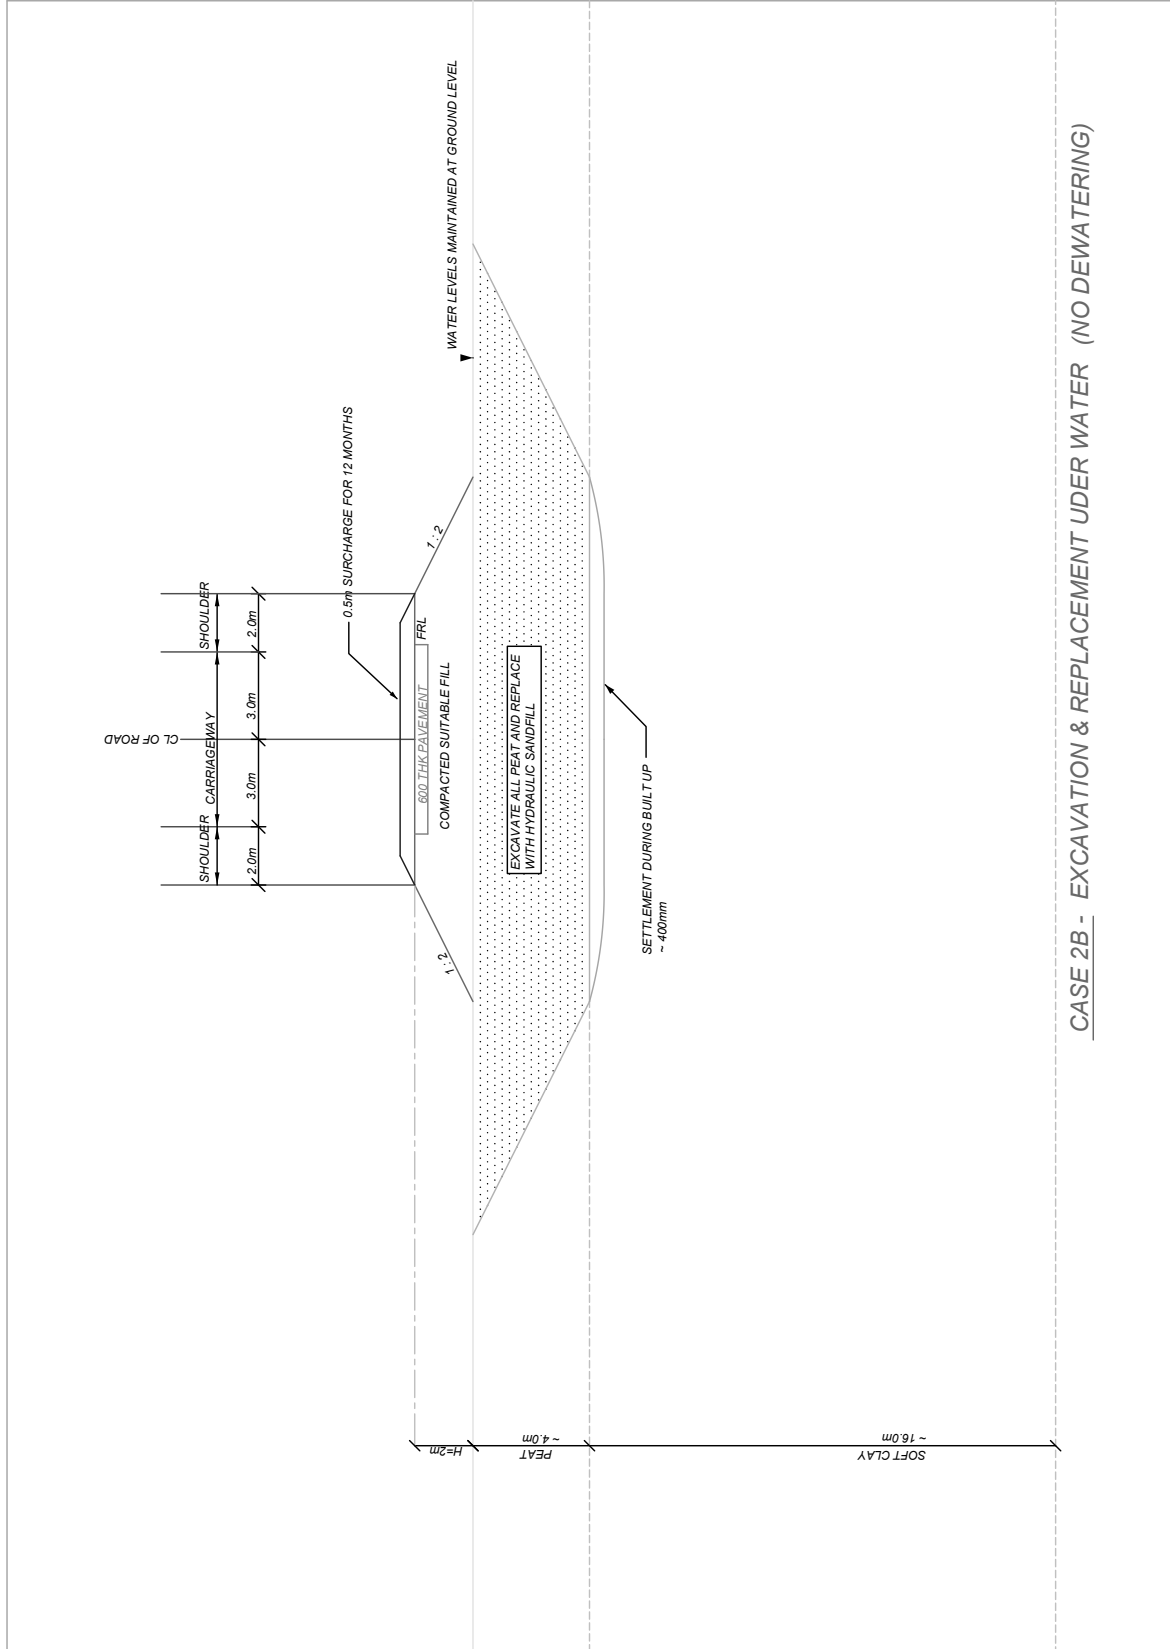 CL OF ROAD
SHOULDER
CARRIAGEWAY
SHOULDER
2.0m
3.0m
3.0m
2.0m
0.5m SURCHARGE FOR 12 MONTHS
WATER LEVELS MAINTAINED AT GROUND LEVEL
600 THK PAVEMENT
FRL
COMPACTED SUITABLE FILL
1 : 2
1 : 2
EXCAVATE ALL PEAT AND REPLACE
WITH HYDRAULIC SANDFILL
SETTLEMENT DURING BUILT UP
~ 400mm
H=2m
PEAT
~ 4.0m
SOFT CLAY
~ 16.0m
CASE 2B - EXCAVATION & REPLACEMENT UDER WATER (NO DEWATERING)